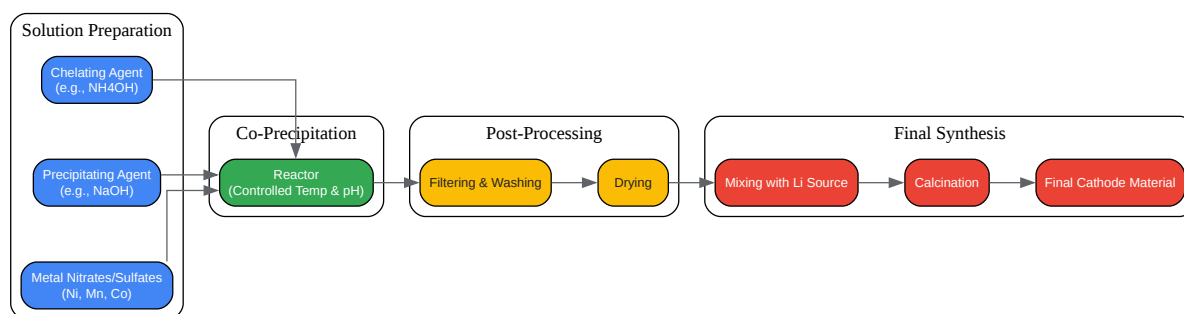 Solution Preparation
Chelating Agent
(e.g., NH4OH)
Precipitating Agent
(e.g., NaOH)
Metal Nitrates/Sulfates
(Ni, Mn, Co)
Co-Precipitation
Reactor
(Controlled Temp & pH)
Post-Processing
Filtering & Washing
Drying
Final Synthesis
Mixing with Li Source
Calcination
Final Cathode Material